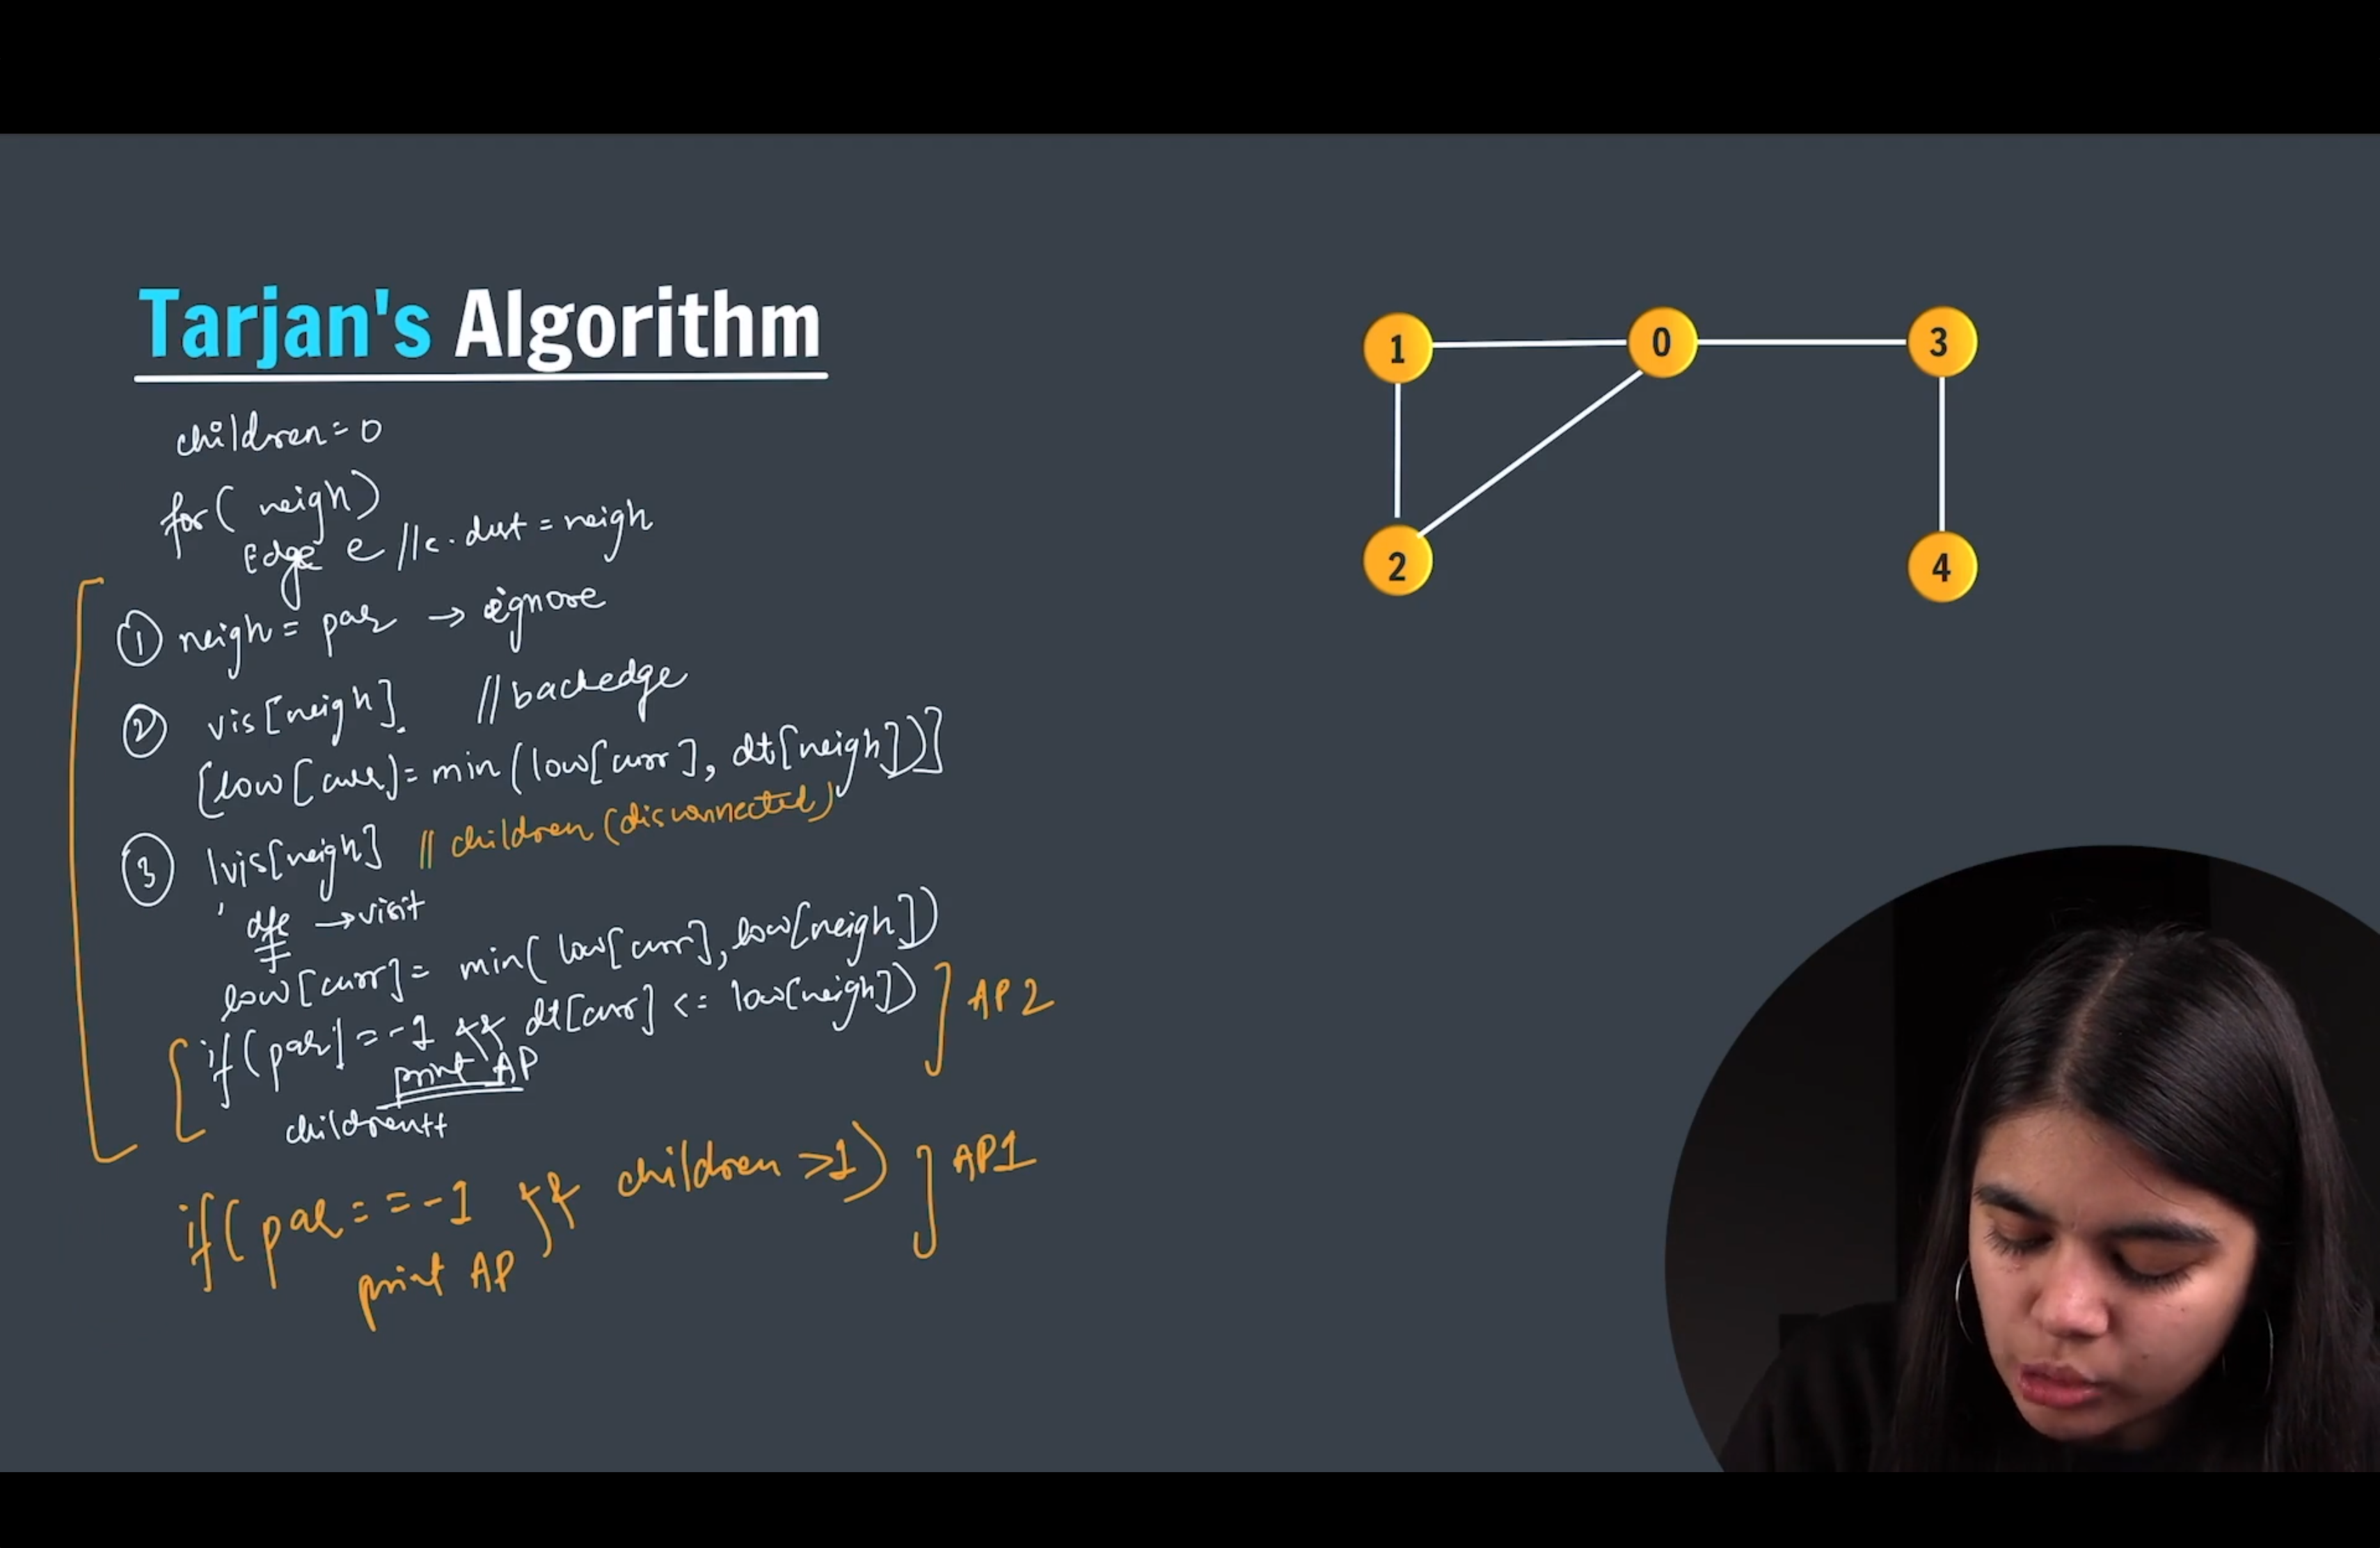 Tarjan's Algorithm
children = 0
for( neigh)
Edge e //e.dest = neigh
① neigh = par → ignore
② vis[neigh]. //backedge
[low[curr] = min(low[curr], dt[neigh])]
③ !vis[neigh] // children (disconnected)
dfs → visit
low[curr] = min( low[curr], low[neigh])
if(par!=-1 && dt[curr] <= low[neigh]) AP 2
print AP
children++
if( par==-1 && children >1) AP1
print AP
1
0
3
2
4